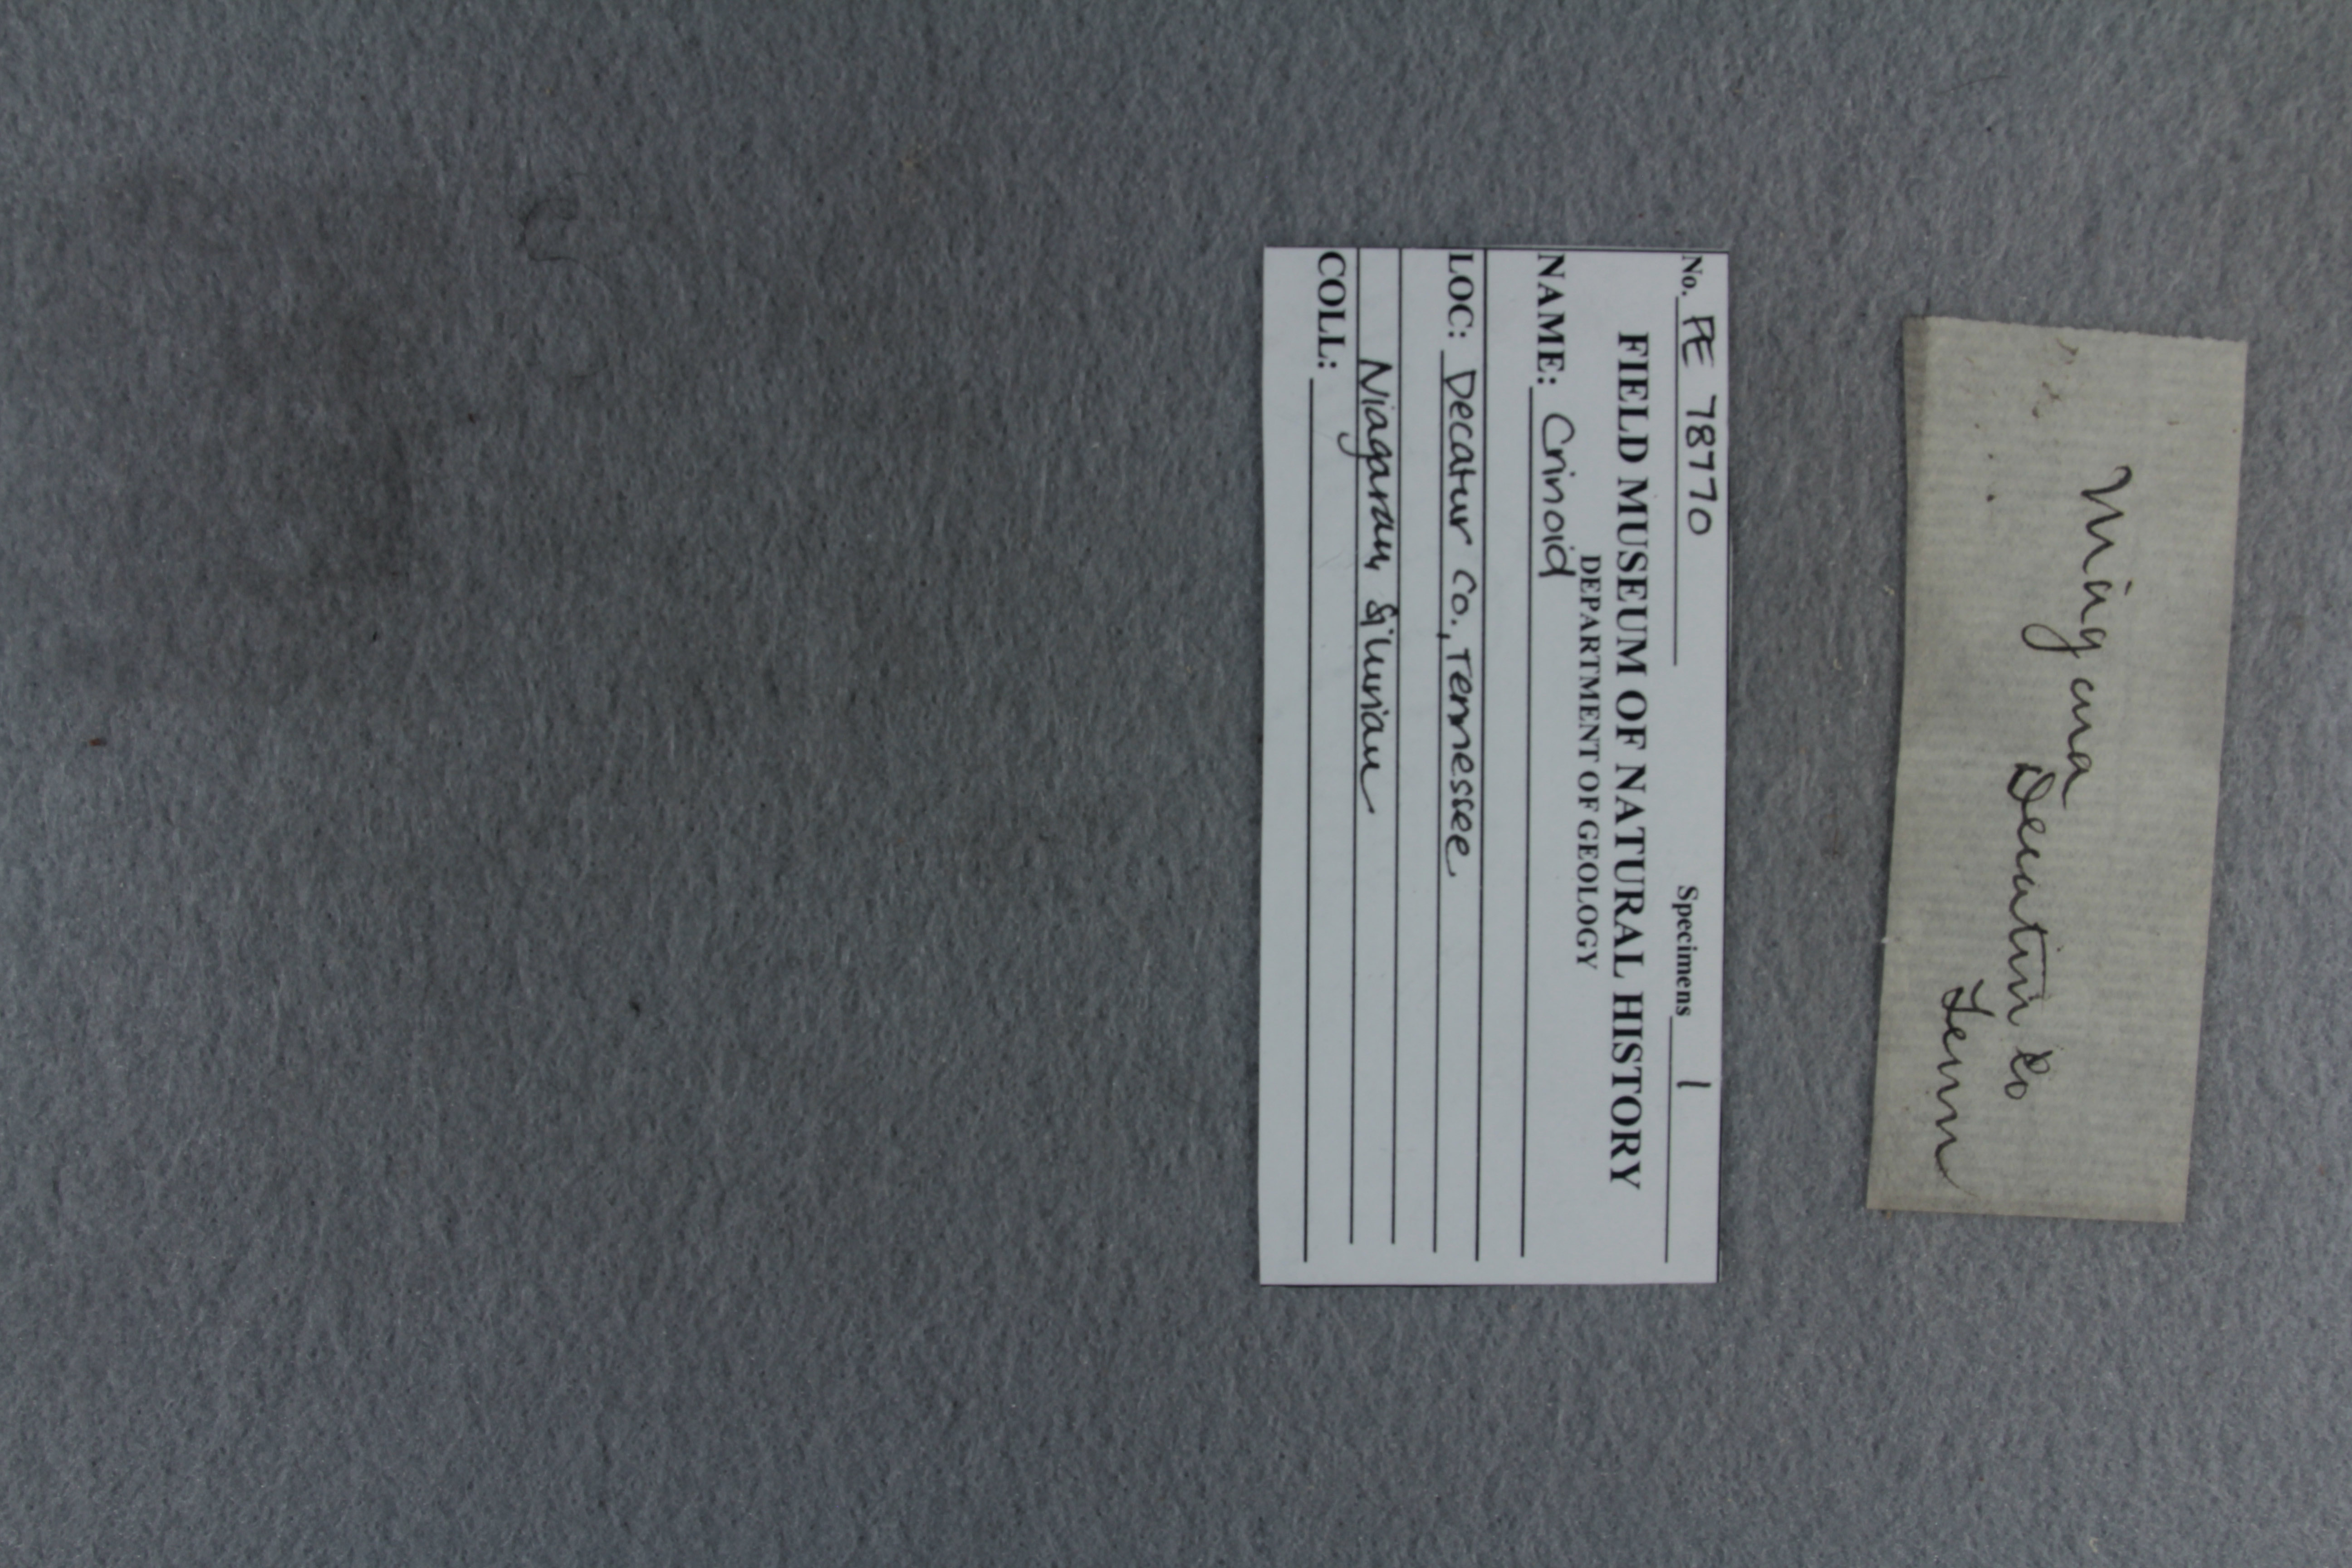 No. PE 78770 Specimens 1
FIELD MUSEUM OF NATURAL HISTORY
DEPARTMENT OF GEOLOGY
NAME: Crinoid
LOC: Decatur Co., Tennessee
Niagaran Silurian
COLL:
Niagara
Decatur Co
Tenn